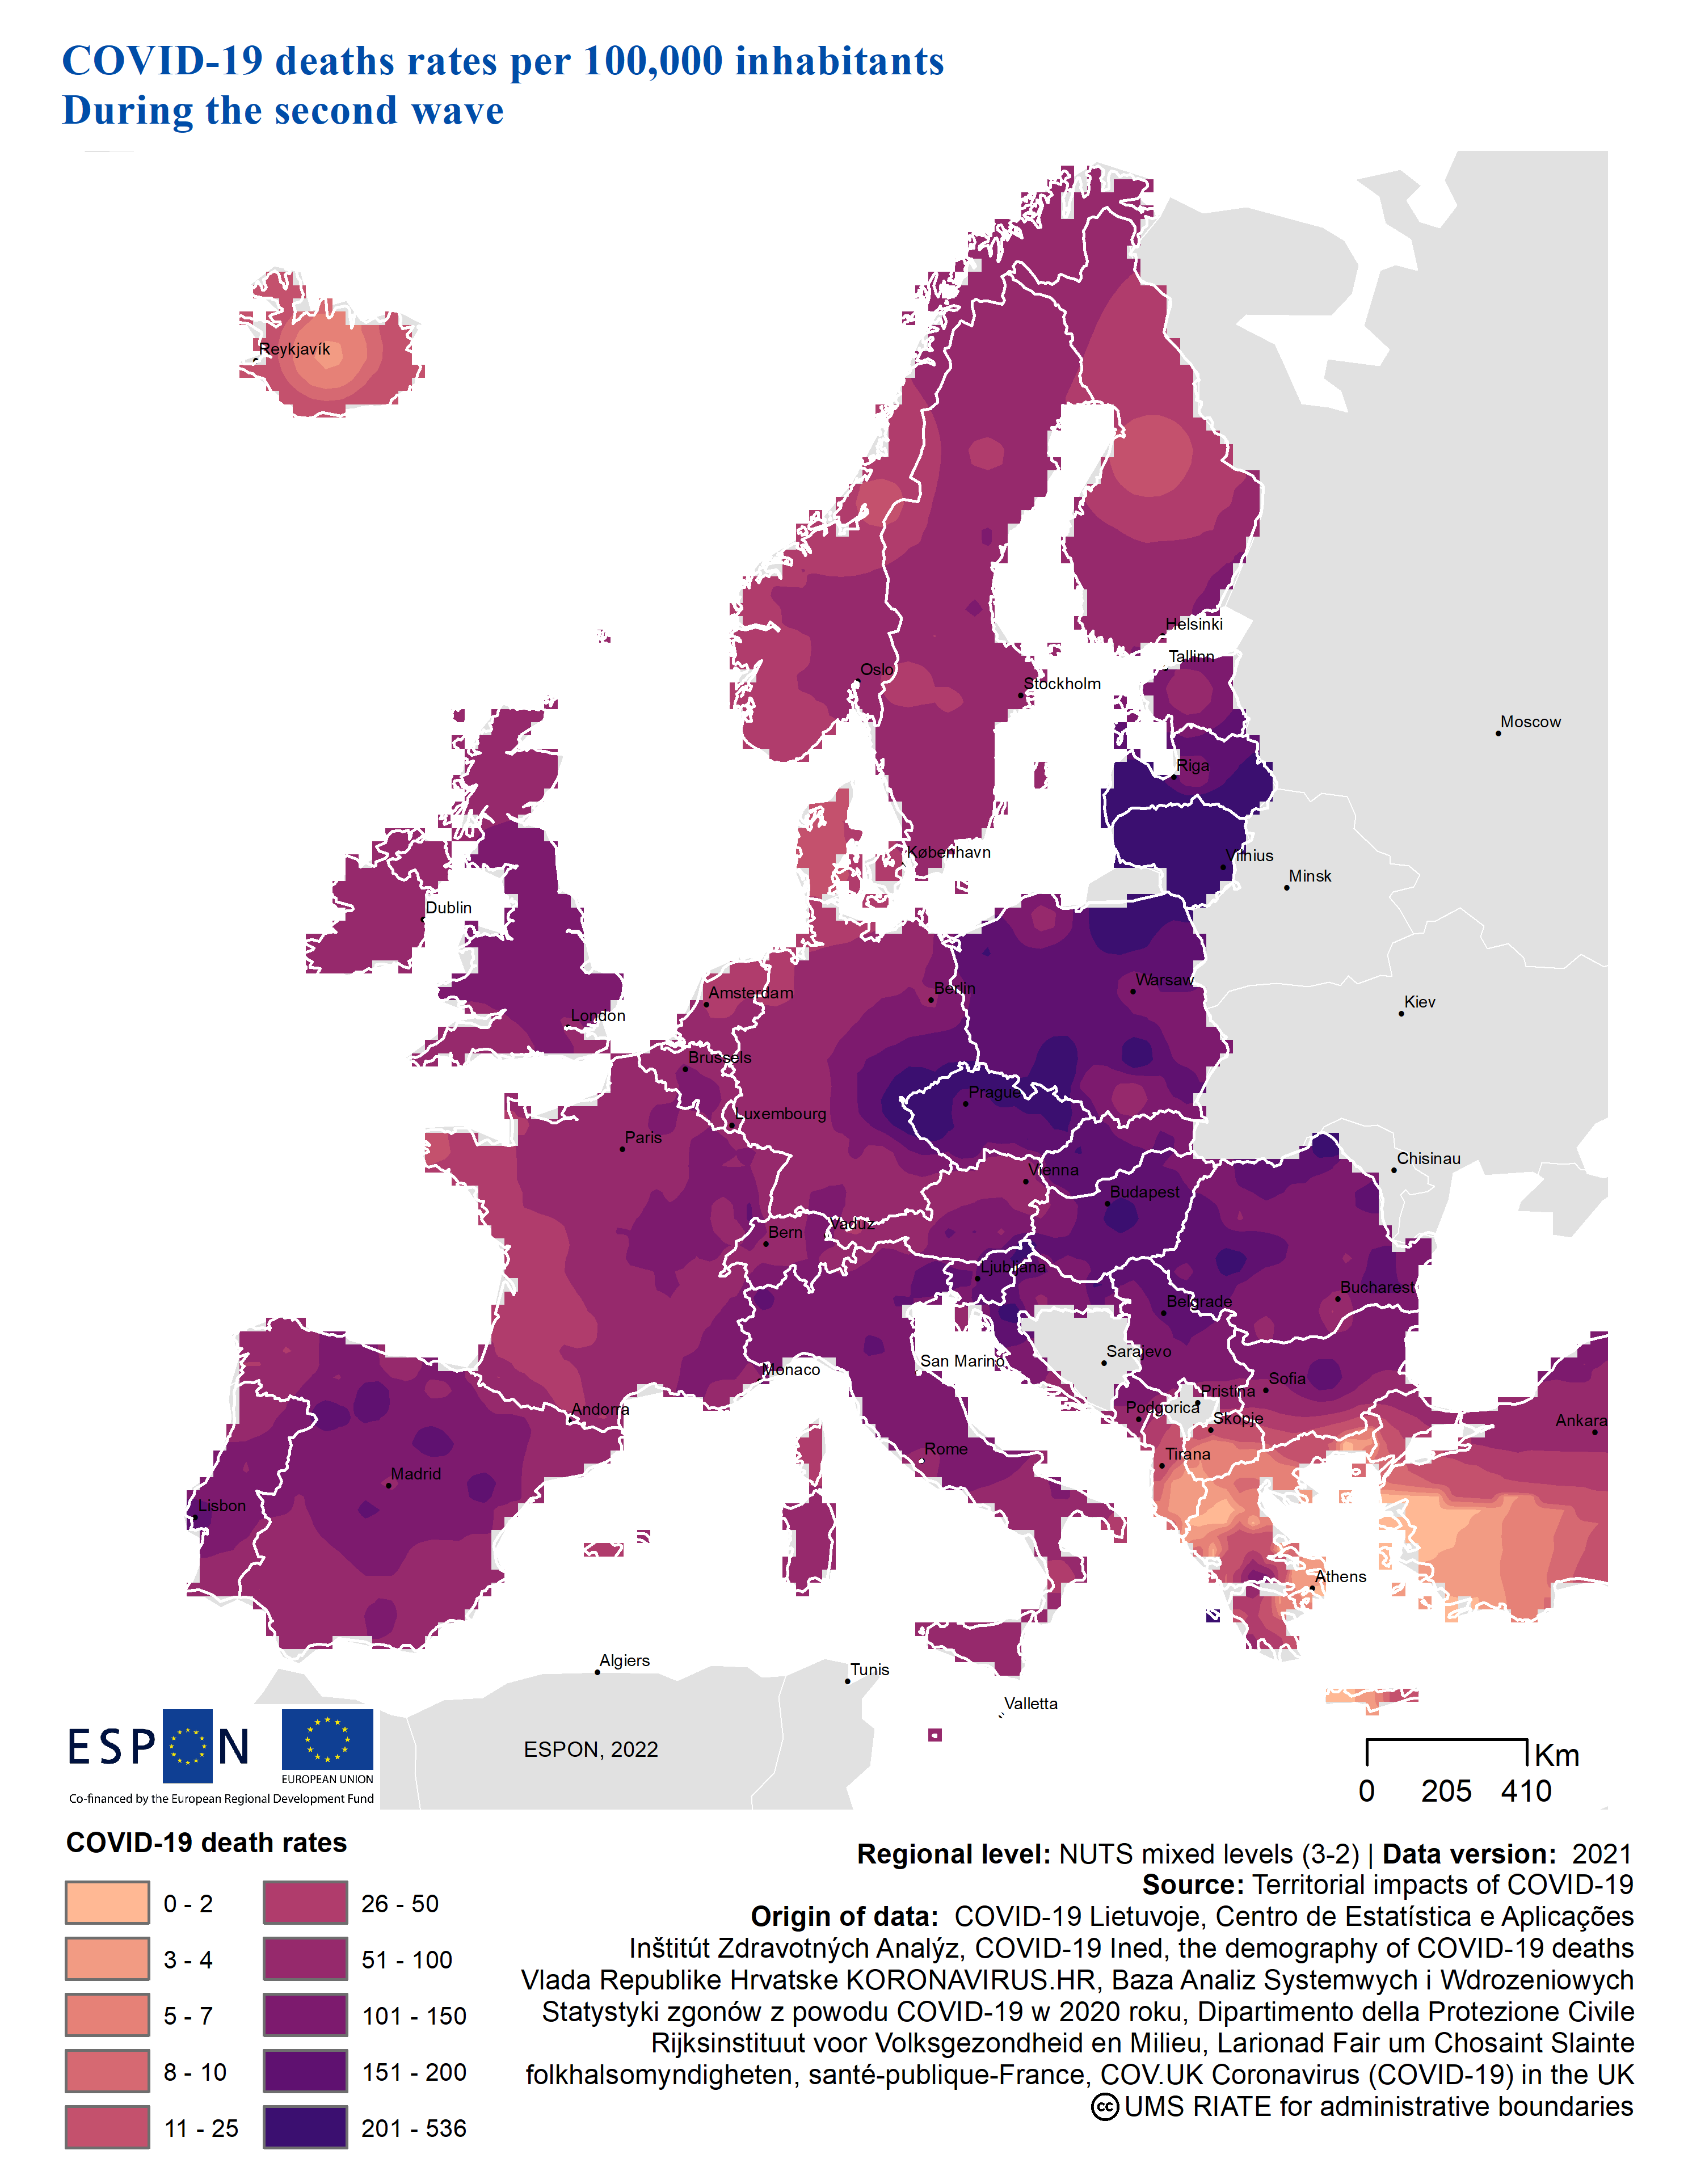 COVID-19 deaths rates per 100,000 inhabitants
During the second wave
Reykjavík
Helsinki
Tallinn
Oslo
Stockholm
Moscow
Riga
København
Vilnius
Minsk
Dublin
Berlin
Warsaw
Amsterdam
Kiev
London
Brussels
Prague
Luxembourg
Paris
Chisinau
Vienna
Budapest
Vaduz
Bern
Ljubljana
Bucharest
Belgrade
Sarajevo
San Marino
Monaco
Sofia
Pristina
Andorra
Podgorica
Skopje
Ankara
Rome
Tirana
Madrid
Lisbon
Athens
Algiers
Tunis
Valletta
ESPON
EUROPEAN UNION
Co-financed by the European Regional Development Fund
ESPON, 2022
Km
0 205 410
COVID-19 death rates
0 - 2
3 - 4
5 - 7
8 - 10
11 - 25
26 - 50
51 - 100
101 - 150
151 - 200
201 - 536
Regional level: NUTS mixed levels (3-2) | Data version: 2021
Source: Territorial impacts of COVID-19
Origin of data: COVID-19 Lietuvoje, Centro de Estatística e Aplicações
Inštitút Zdravotných Analýz, COVID-19 Ined, the demography of COVID-19 deaths
Vlada Republike Hrvatske KORONAVIRUS.HR, Baza Analiz Systemwych i Wdrozeniowych
Statystyki zgonów z powodu COVID-19 w 2020 roku, Dipartimento della Protezione Civile
Rijksinstituut voor Volksgezondheid en Milieu, Larionad Fair um Chosaint Slainte
folkhalsomyndigheten, santé-publique-France, COV.UK Coronavirus (COVID-19) in the UK
cc UMS RIATE for administrative boundaries